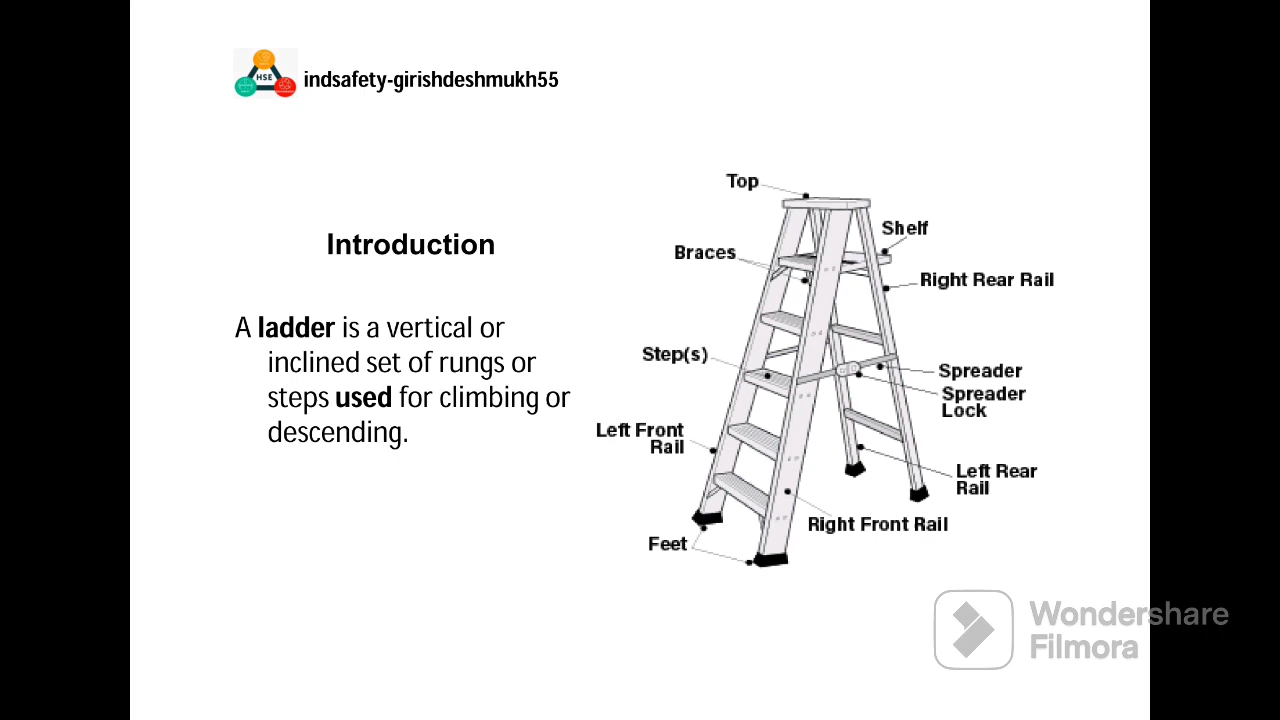 HSE
indsafety-girishdeshmukh55
Introduction
A ladder is a vertical or
inclined set of rungs or
steps used for climbing or
descending.
Top
Shelf
Braces
Right Rear Rail
Step(s)
Spreader
Spreader
Lock
Left Front
Rail
Left Rear
Rail
Right Front Rail
Feet
Wondershare
Filmora